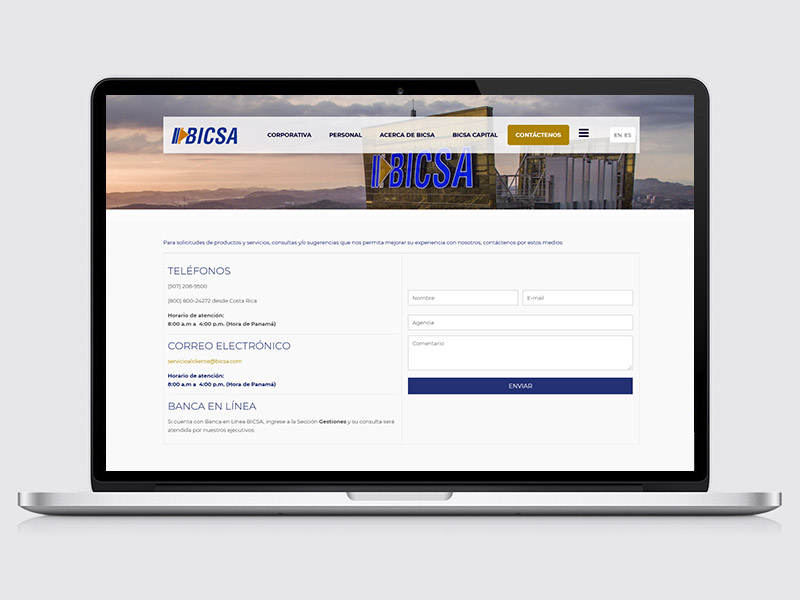 BICSA
CORPORATIVA PERSONAL ACERCA DE BICSA BICSA CAPITAL CONTÁCTENOS EN ES
BICSA
Para solicitudes de productos y servicios, consultas y/o sugerencias que nos permita mejorar su experiencia con nosotros, contáctenos por estos medios:
TELÉFONOS
(507) 208-9500
(800) 800-24272 desde Costa Rica
Horario de atención:
8:00 a.m a 4:00 p.m. (Hora de Panamá)
CORREO ELECTRÓNICO
servicioalcliente@bicsa.com
Horario de atención:
8:00 a.m a 4:00 p.m. (Hora de Panamá)
BANCA EN LÍNEA
Si cuenta con Banca en Línea BICSA, ingrese a la Sección Gestiones y su consulta será
atendida por nuestros ejecutivos.
Nombre E-mail
Agencia
Comentario
ENVIAR